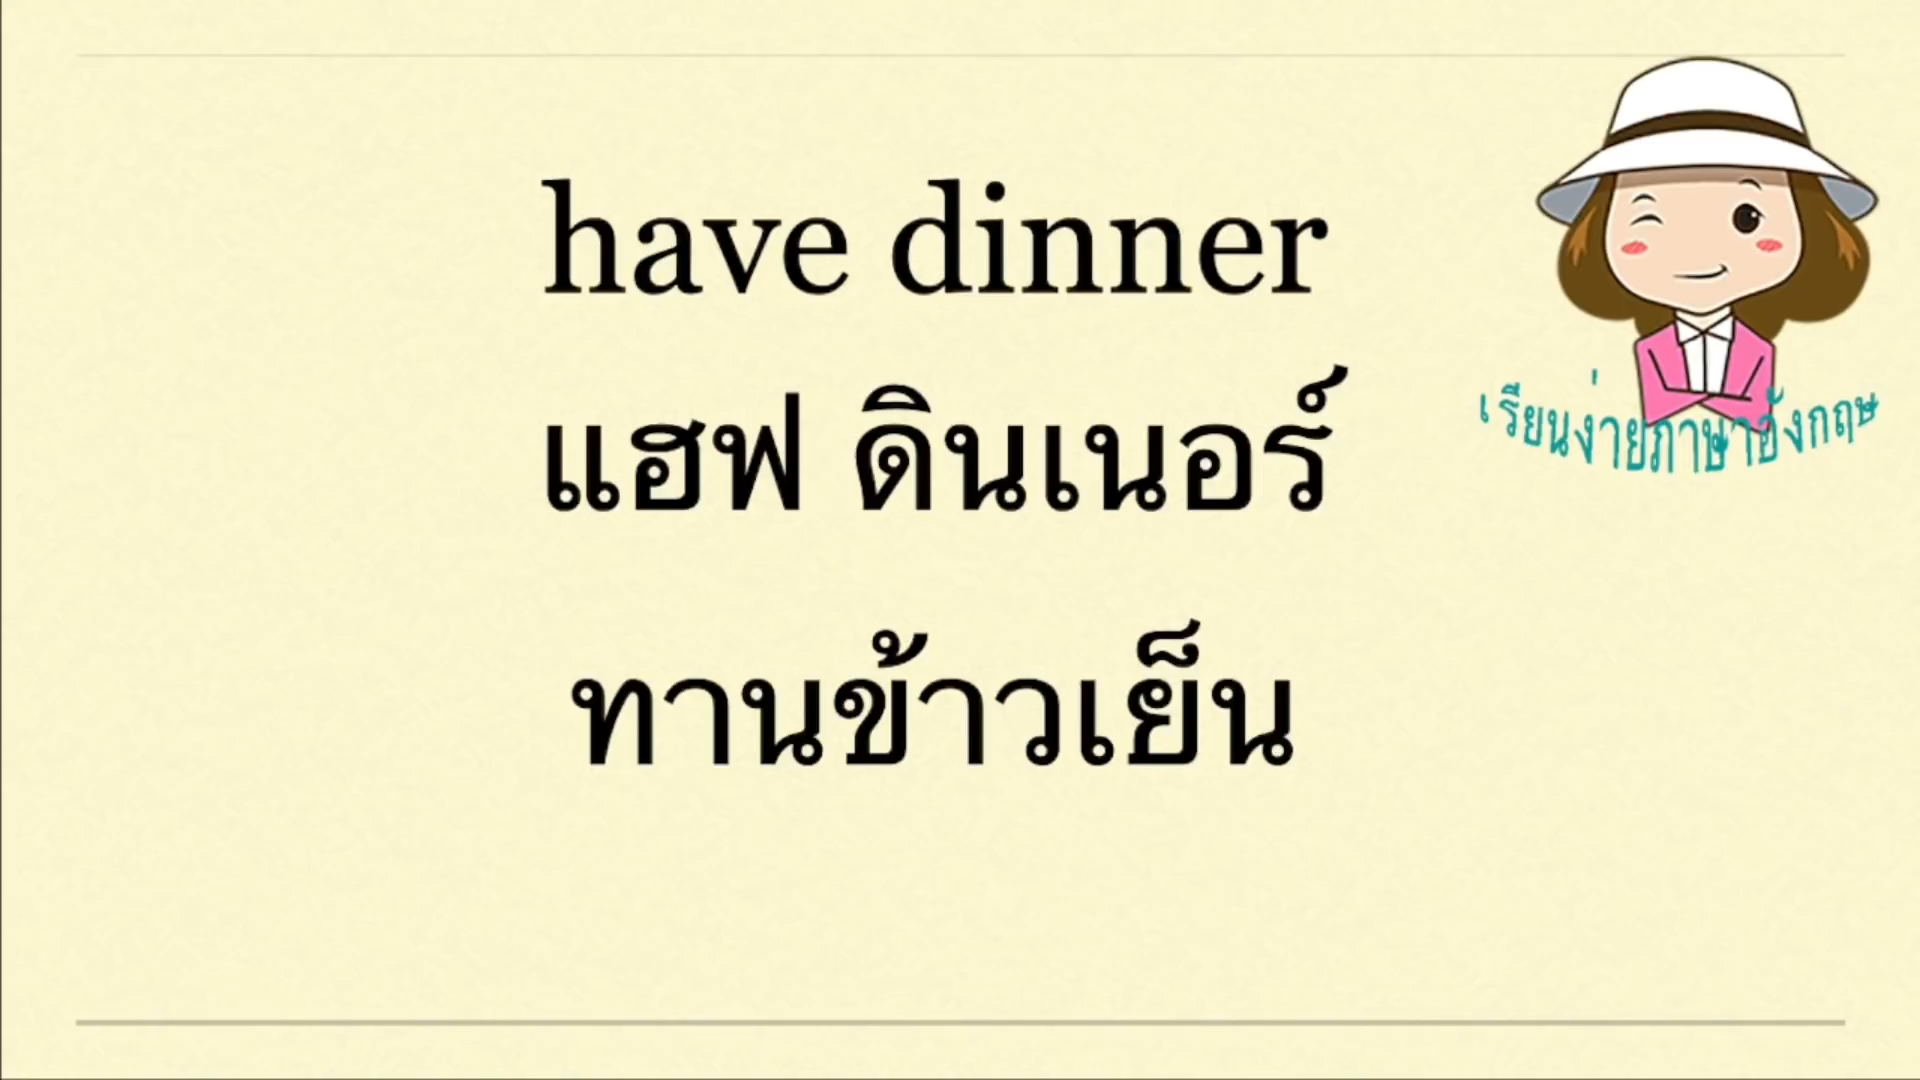 have dinner
แฮฟ ดินเนอร์
ทานข้าวเย็น
เรียนง่ายภาษาอังกฤษ